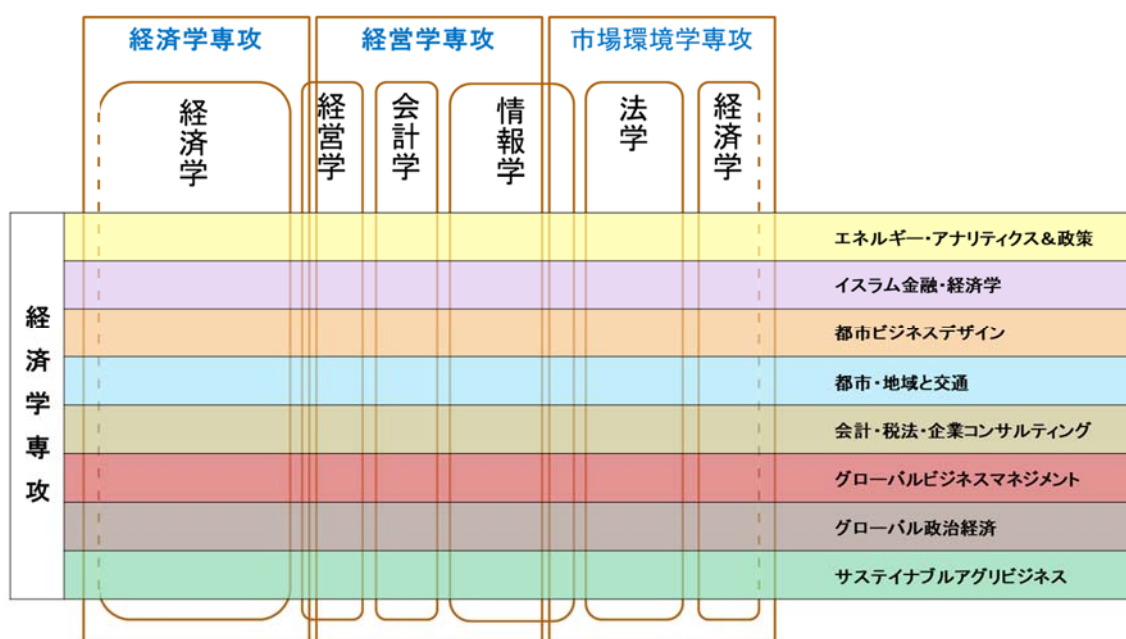 経済学専攻
経営学専攻
市場環境学専攻
経済学
経営学
会計学
情報学
法学
経済学
経済学専攻
エネルギー・アナリティクス＆政策
イスラム金融・経済学
都市ビジネスデザイン
都市・地域と交通
会計・税法・企業コンサルティング
グローバルビジネスマネジメント
グローバル政治経済
サステイナブルアグリビジネス